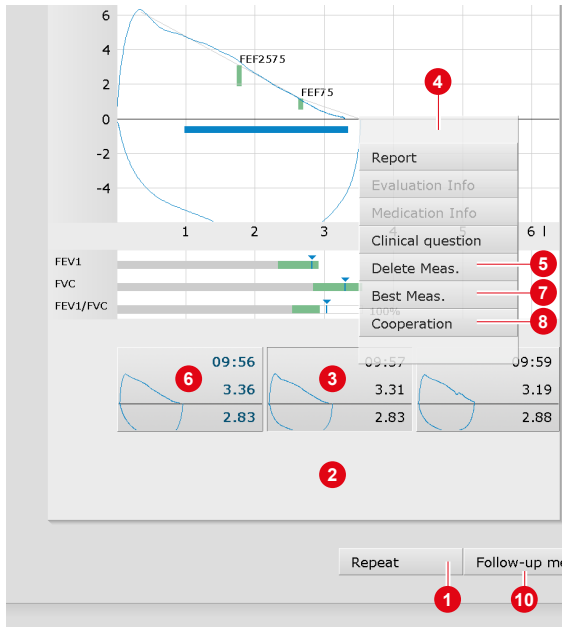 6
4
2
0
-2
-4
FEF2575
FEF75
4
1 2 3 4 5 6 l
Report
Evaluation Info
Medication Info
Clinical question
Delete Meas. 5
Best Meas. 7
Cooperation 8
FEV1
FVC
FEV1/FVC
100%
09:56
6 3.36
2.83
09:57
3 3.31
2.83
09:59
3.19
2.88
2
Repeat
Follow-up me
1
10